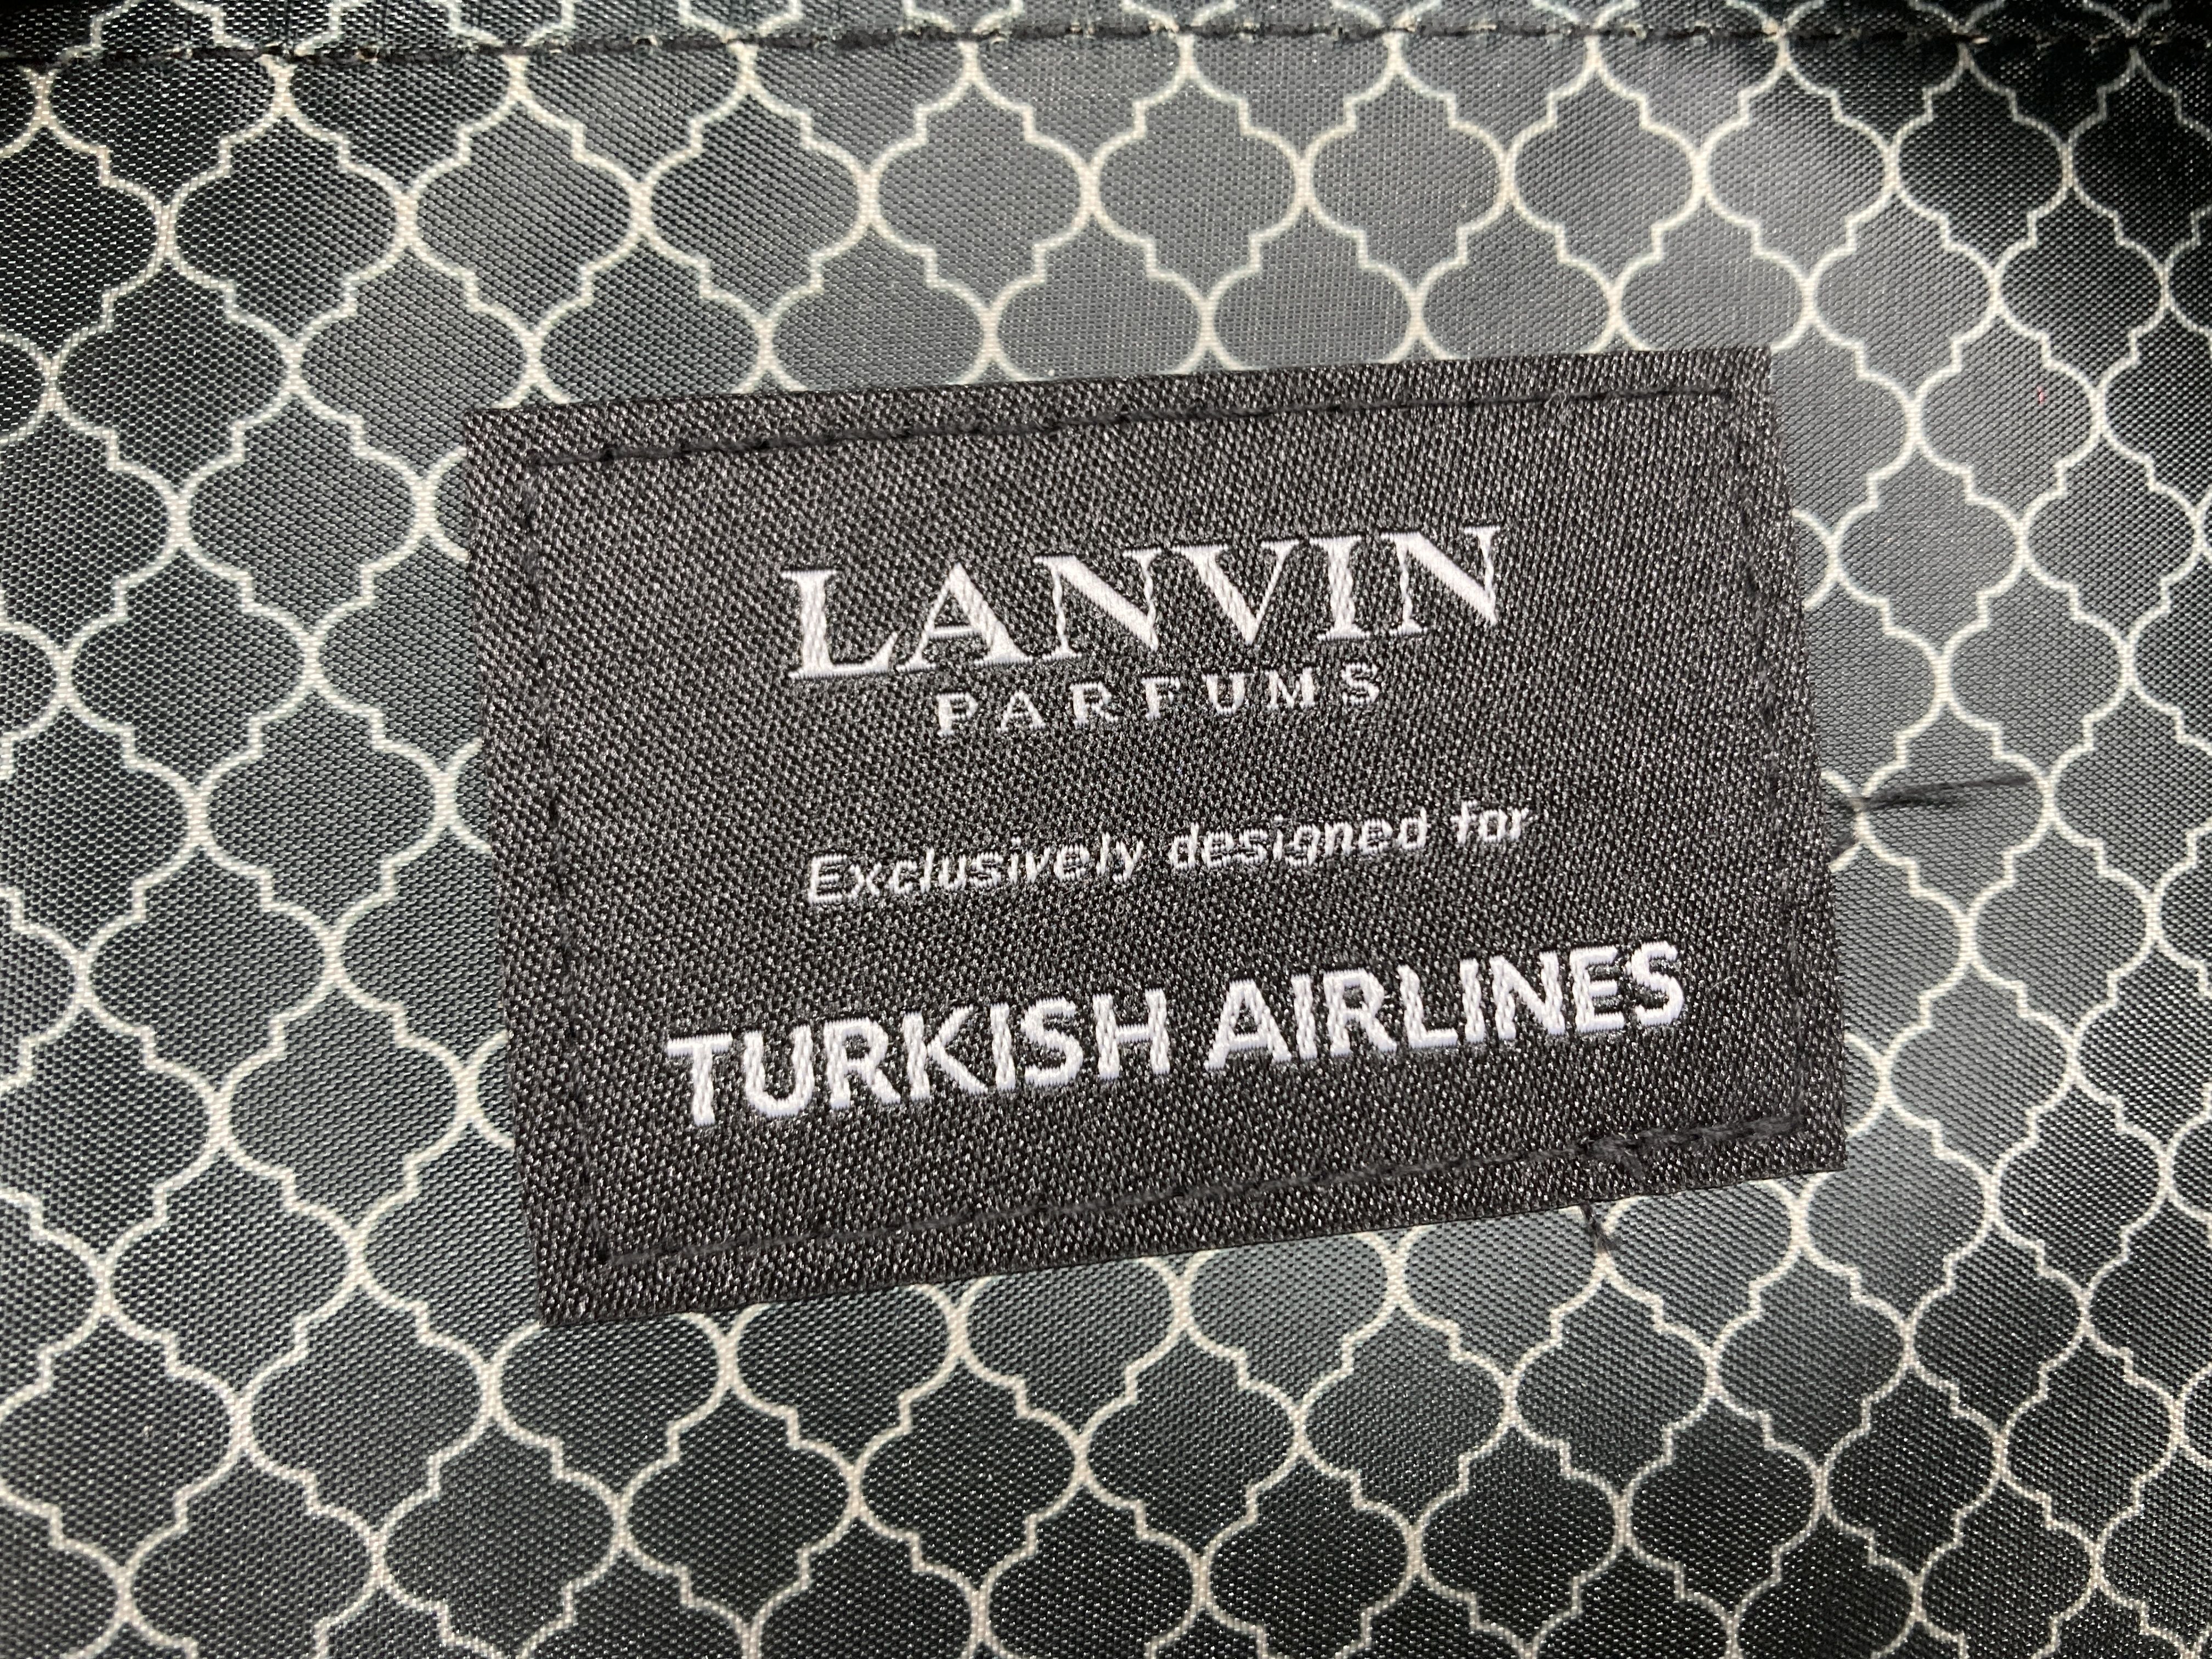 LANVIN
PARFUMS
Exclusively designed for
TURKISH AIRLINES